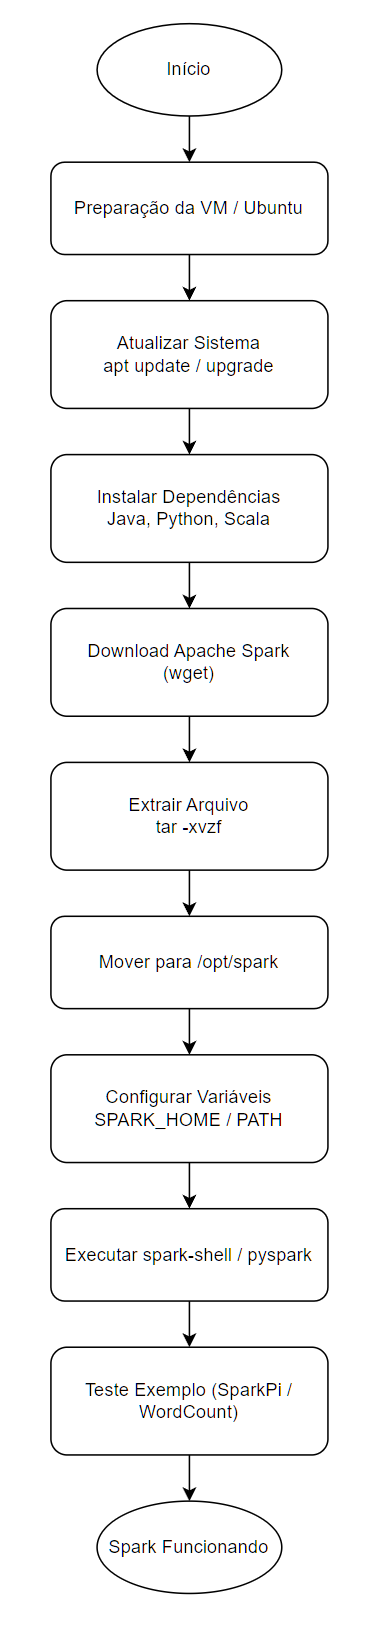 Início
Preparação da VM / Ubuntu
Atualizar Sistema
apt update / upgrade
Instalar Dependências
Java, Python, Scala
Download Apache Spark
(wget)
Extrair Arquivo
tar -xvzf
Mover para /opt/spark
Configurar Variáveis
SPARK_HOME / PATH
Executar spark-shell / pyspark
Teste Exemplo (SparkPi /
WordCount)
Spark Funcionando